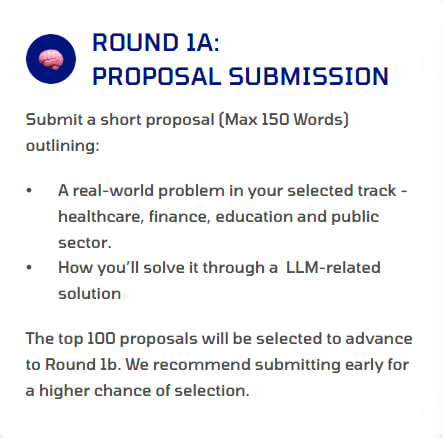 ROUND 1A:
PROPOSAL SUBMISSION
Submit a short proposal (Max 150 Words)
outlining:
• A real-world problem in your selected track -
healthcare, finance, education and public
sector.
• How you'll solve it through a LLM-related
solution
The top 100 proposals will be selected to advance
to Round 1b. We recommend submitting early for
a higher chance of selection.